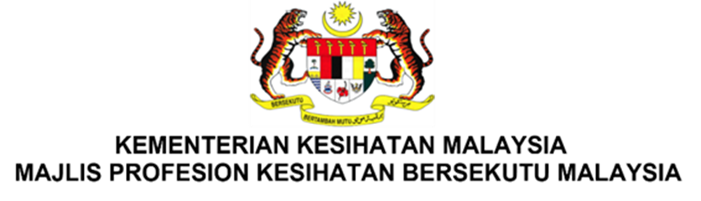 BERSEKUTU
BERTAMBAH MUTU
KEMENTERIAN KESIHATAN MALAYSIA
MAJLIS PROFESION KESIHATAN BERSEKUTU MALAYSIA